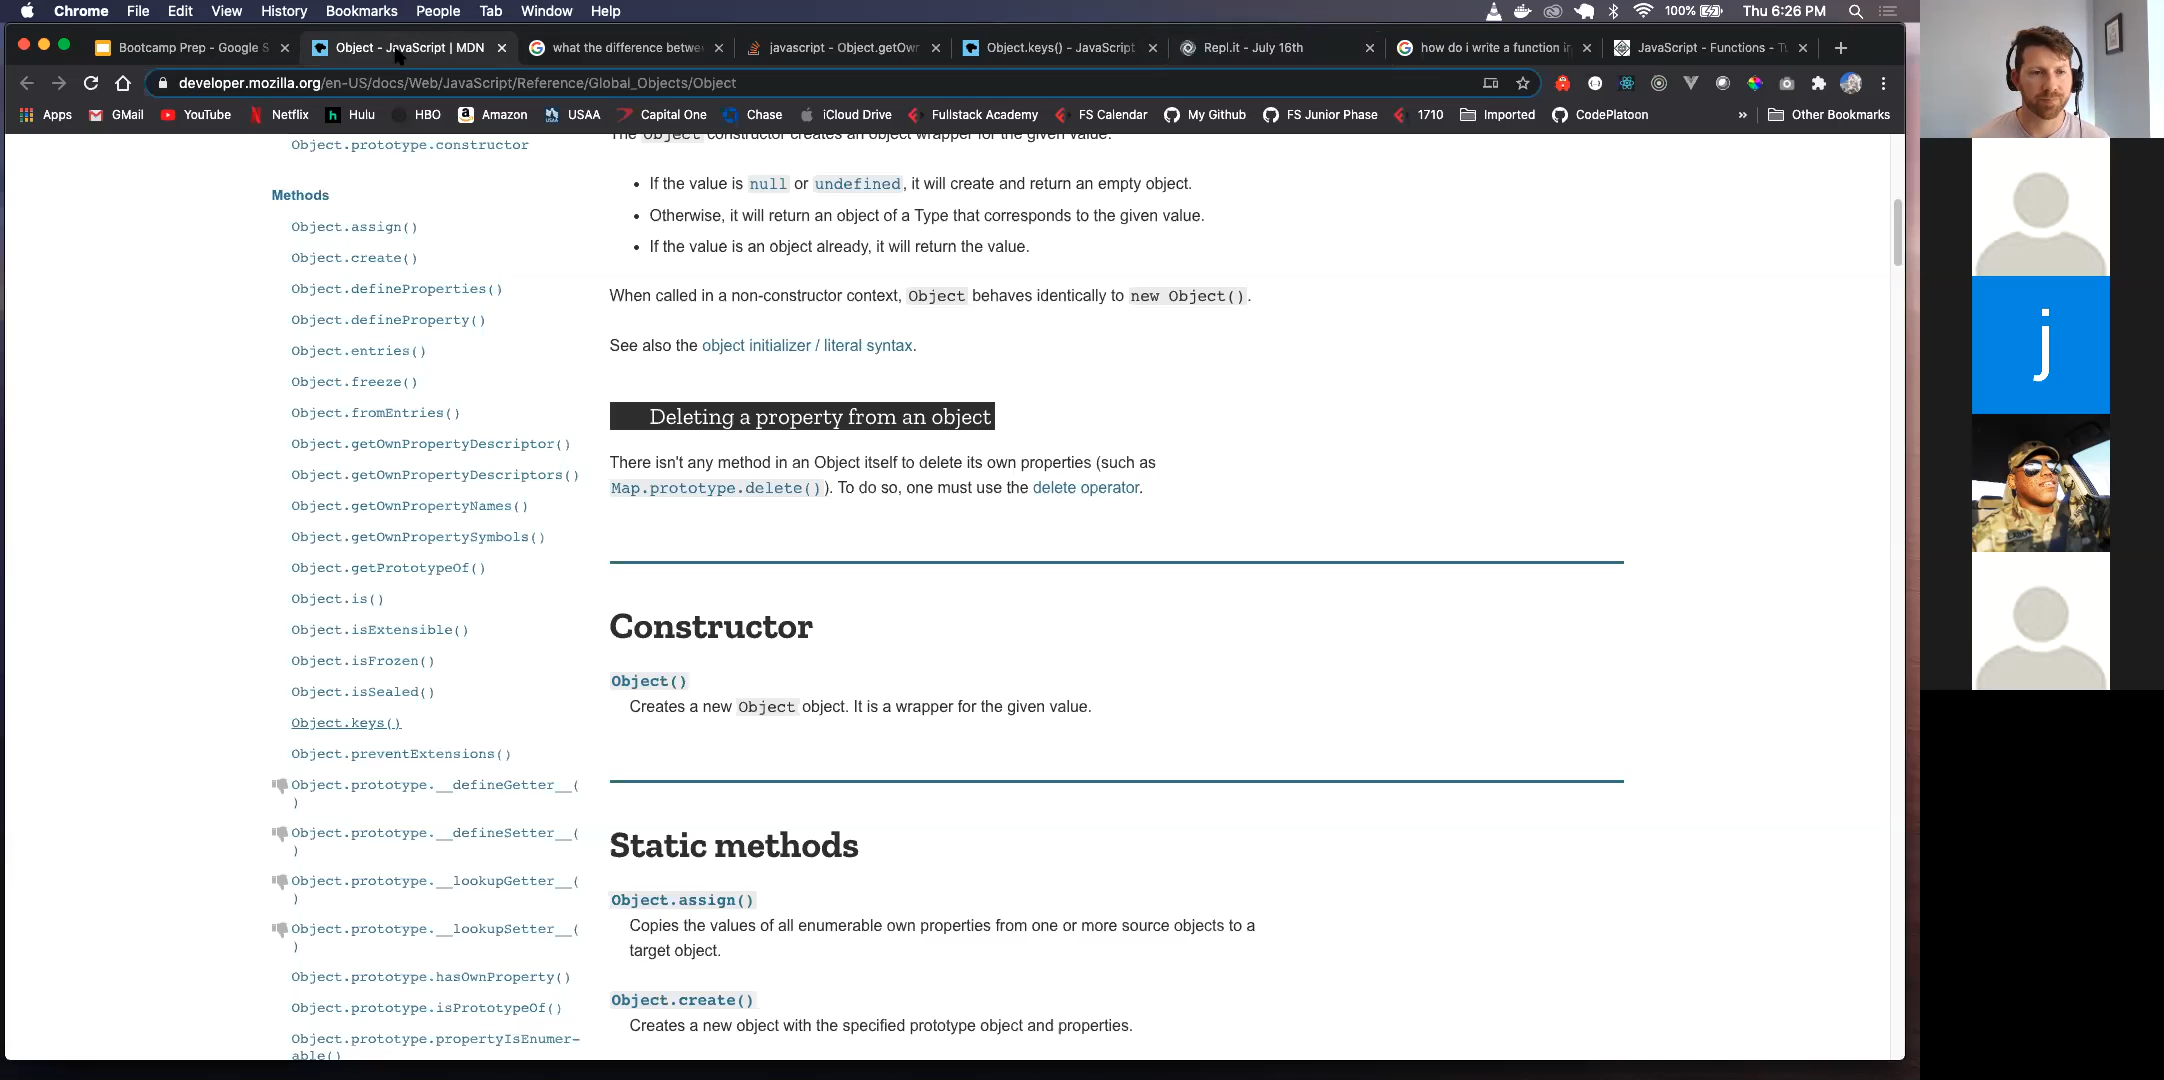 Chrome File Edit View History Bookmarks People Tab Window Help 100% Thu 6:26 PM
Bootcamp Prep - Google S
Object - JavaScript | MDN
what the difference betwe
javascript - Object.getOwn
Object.keys() - JavaScript
Repl.it - July 16th
how do i write a function i
JavaScript - Functions - T
developer.mozilla.org/en-US/docs/Web/JavaScript/Reference/Global_Objects/Object
Apps GMail YouTube Netflix h Hulu HBO Amazon USAA Capital One Chase iCloud Drive Fullstack Academy FS Calendar My Github FS Junior Phase 1710 Imported CodePlatoon » Other Bookmarks
Object.prototype.constructor
Methods
Object.assign()
Object.create()
Object.defineProperties()
Object.defineProperty()
Object.entries()
Object.freeze()
Object.fromEntries()
Object.getOwnPropertyDescriptor()
Object.getOwnPropertyDescriptors()
Object.getOwnPropertyNames()
Object.getOwnPropertySymbols()
Object.getPrototypeOf()
Object.is()
Object.isExtensible()
Object.isFrozen()
Object.isSealed()
Object.keys()
Object.preventExtensions()
Object.prototype.__defineGetter__(
)
Object.prototype.__defineSetter__(
)
Object.prototype.__lookupGetter__(
)
Object.prototype.__lookupSetter__(
)
Object.prototype.hasOwnProperty()
Object.prototype.isPrototypeOf()
Object.prototype.propertyIsEnumer-
able()
The Object constructor creates an object wrapper for the given value.
• If the value is null or undefined, it will create and return an empty object.
• Otherwise, it will return an object of a Type that corresponds to the given value.
• If the value is an object already, it will return the value.
When called in a non-constructor context, Object behaves identically to new Object().
See also the object initializer / literal syntax.
Deleting a property from an object
There isn't any method in an Object itself to delete its own properties (such as
Map.prototype.delete()). To do so, one must use the delete operator.
Constructor
Object()
Creates a new Object object. It is a wrapper for the given value.
Static methods
Object.assign()
Copies the values of all enumerable own properties from one or more source objects to a
target object.
Object.create()
Creates a new object with the specified prototype object and properties.
j